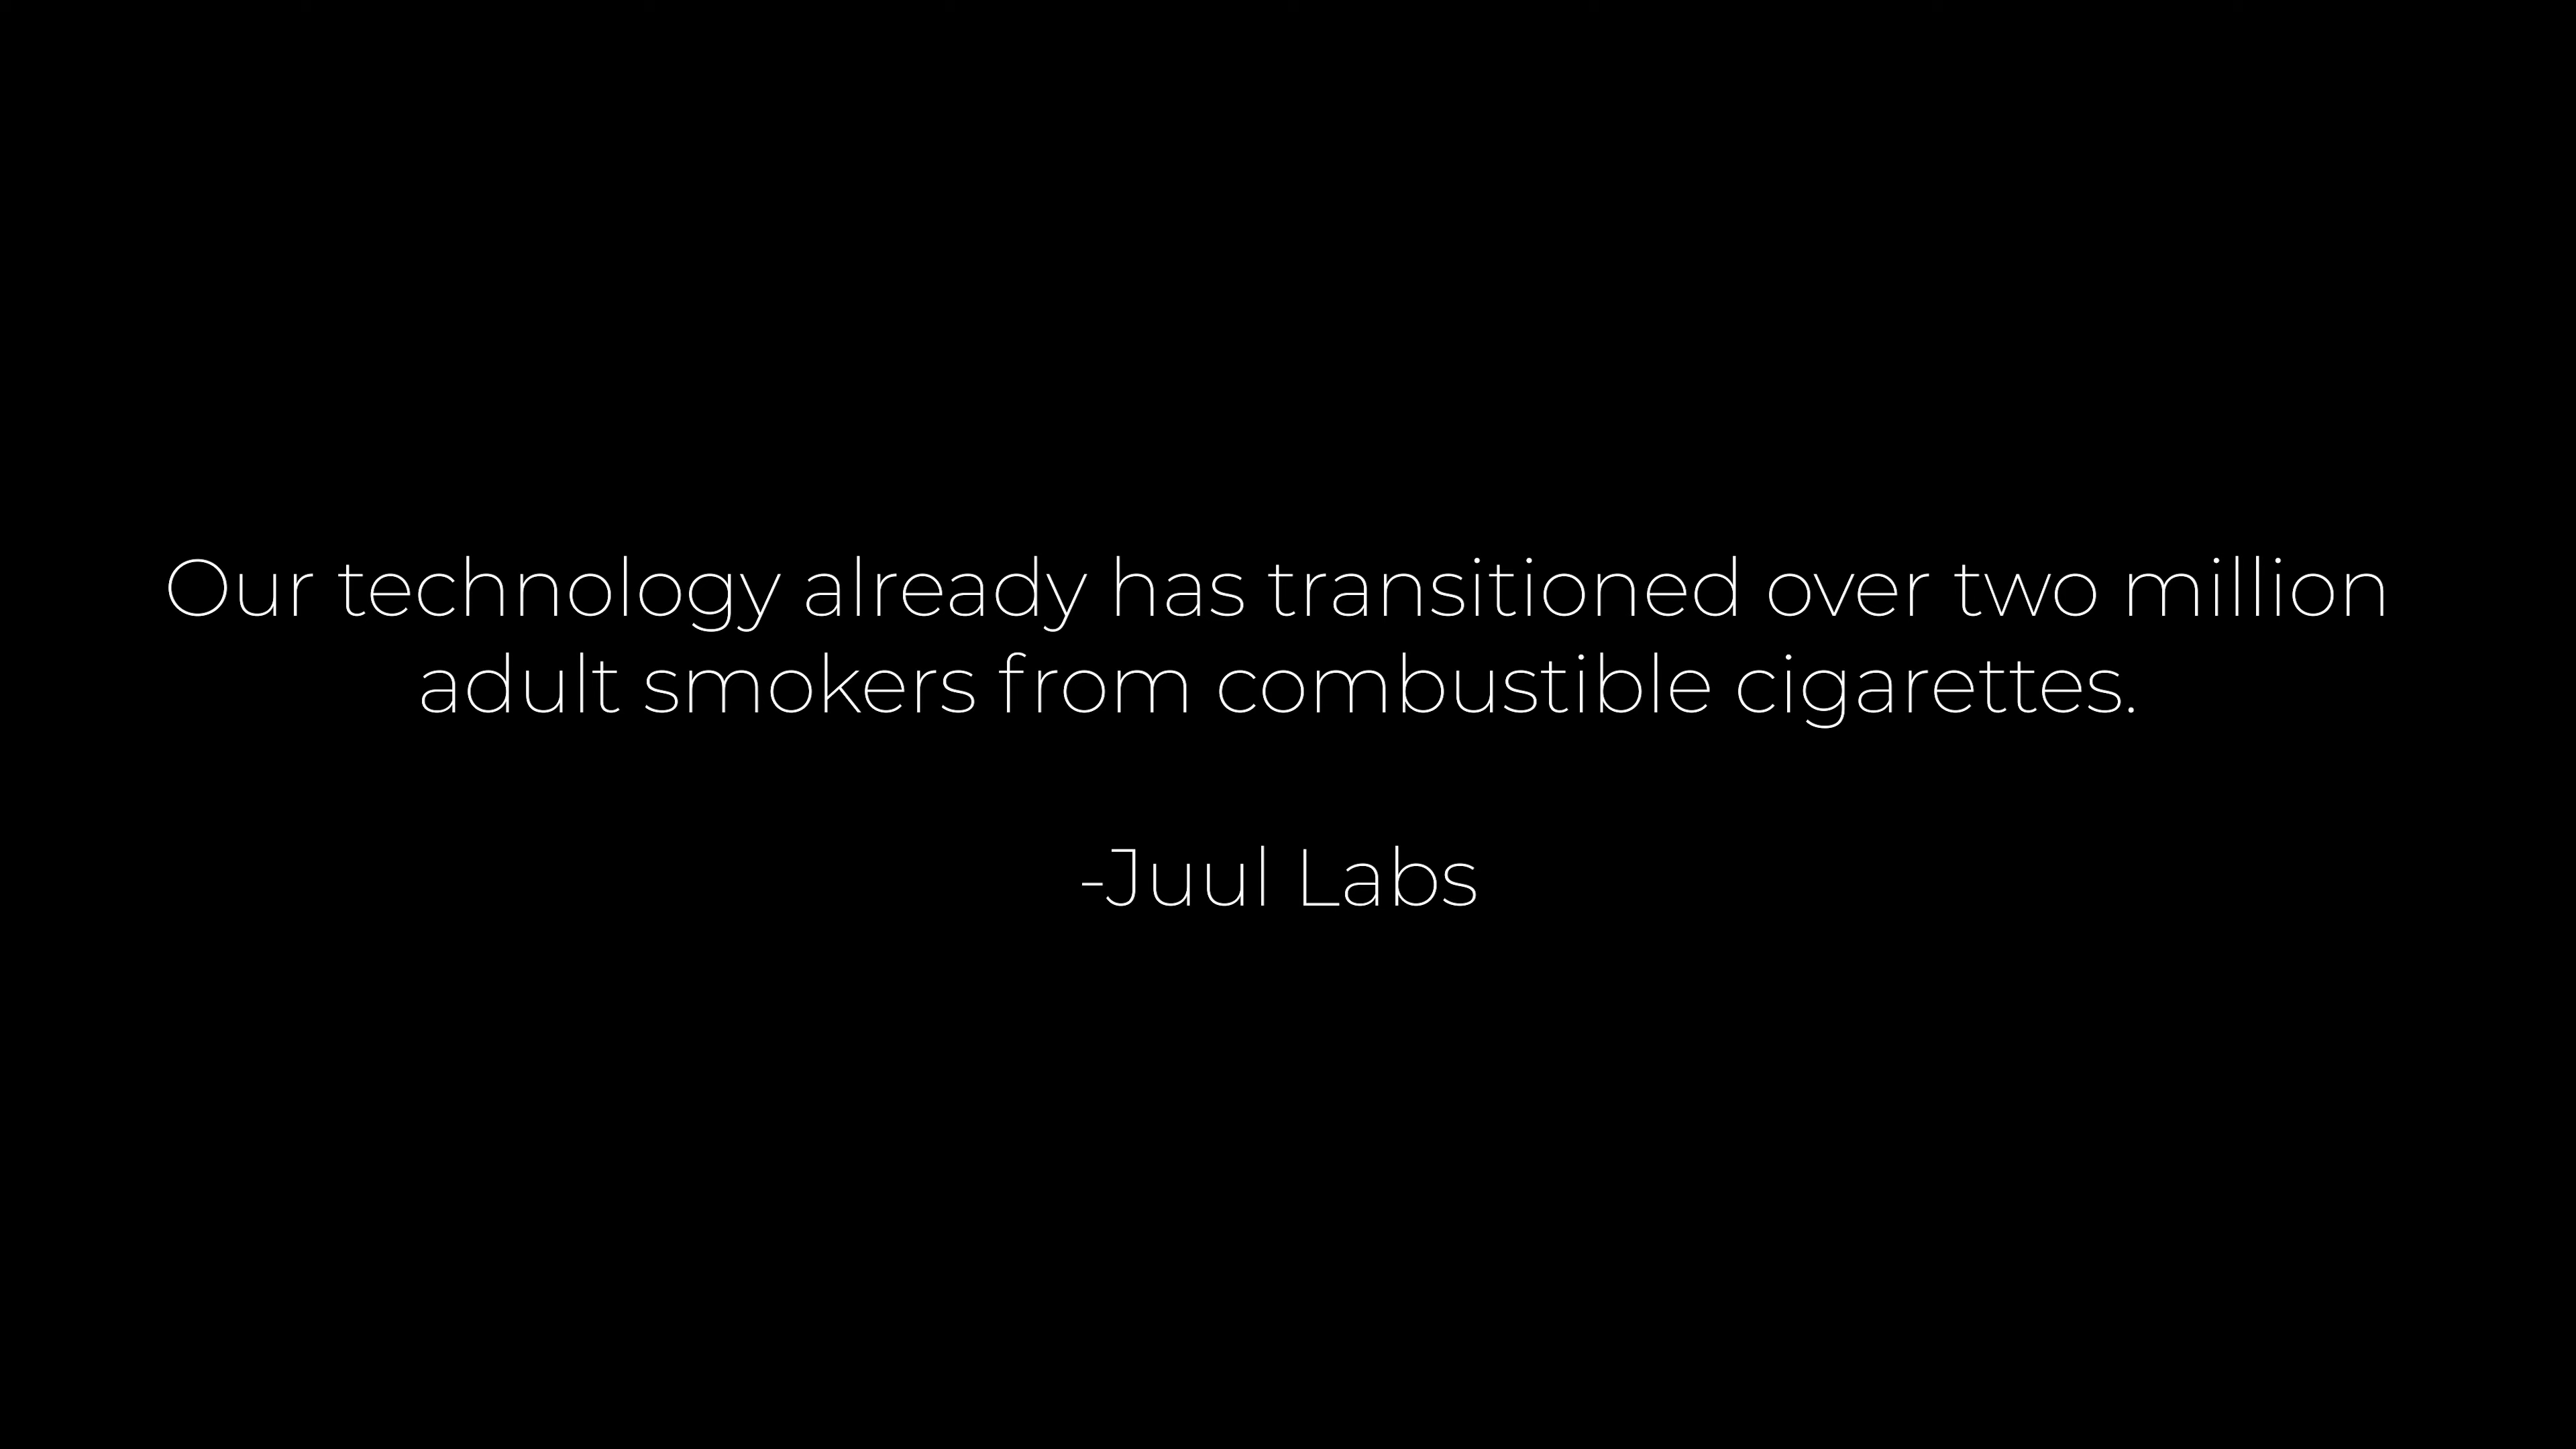 Our technology already has transitioned over two million
adult smokers from combustible cigarettes.
-Juul Labs